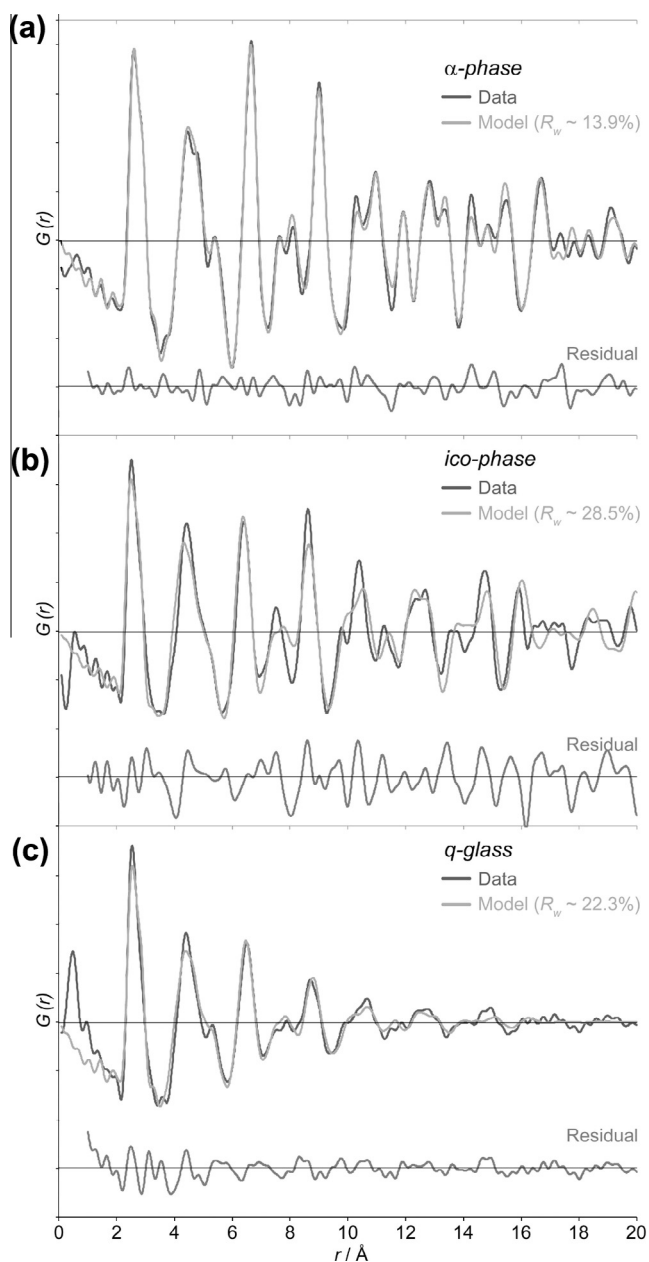 (a)
α-phase
Data
Model (Rw ~ 13.9%)
G(r)
Residual
(b)
ico-phase
Data
Model (Rw ~ 28.5%)
G(r)
Residual
(c)
q-glass
Data
Model (Rw ~ 22.3%)
G(r)
Residual
0 2 4 6 8 10 12 14 16 18 20
r / Å